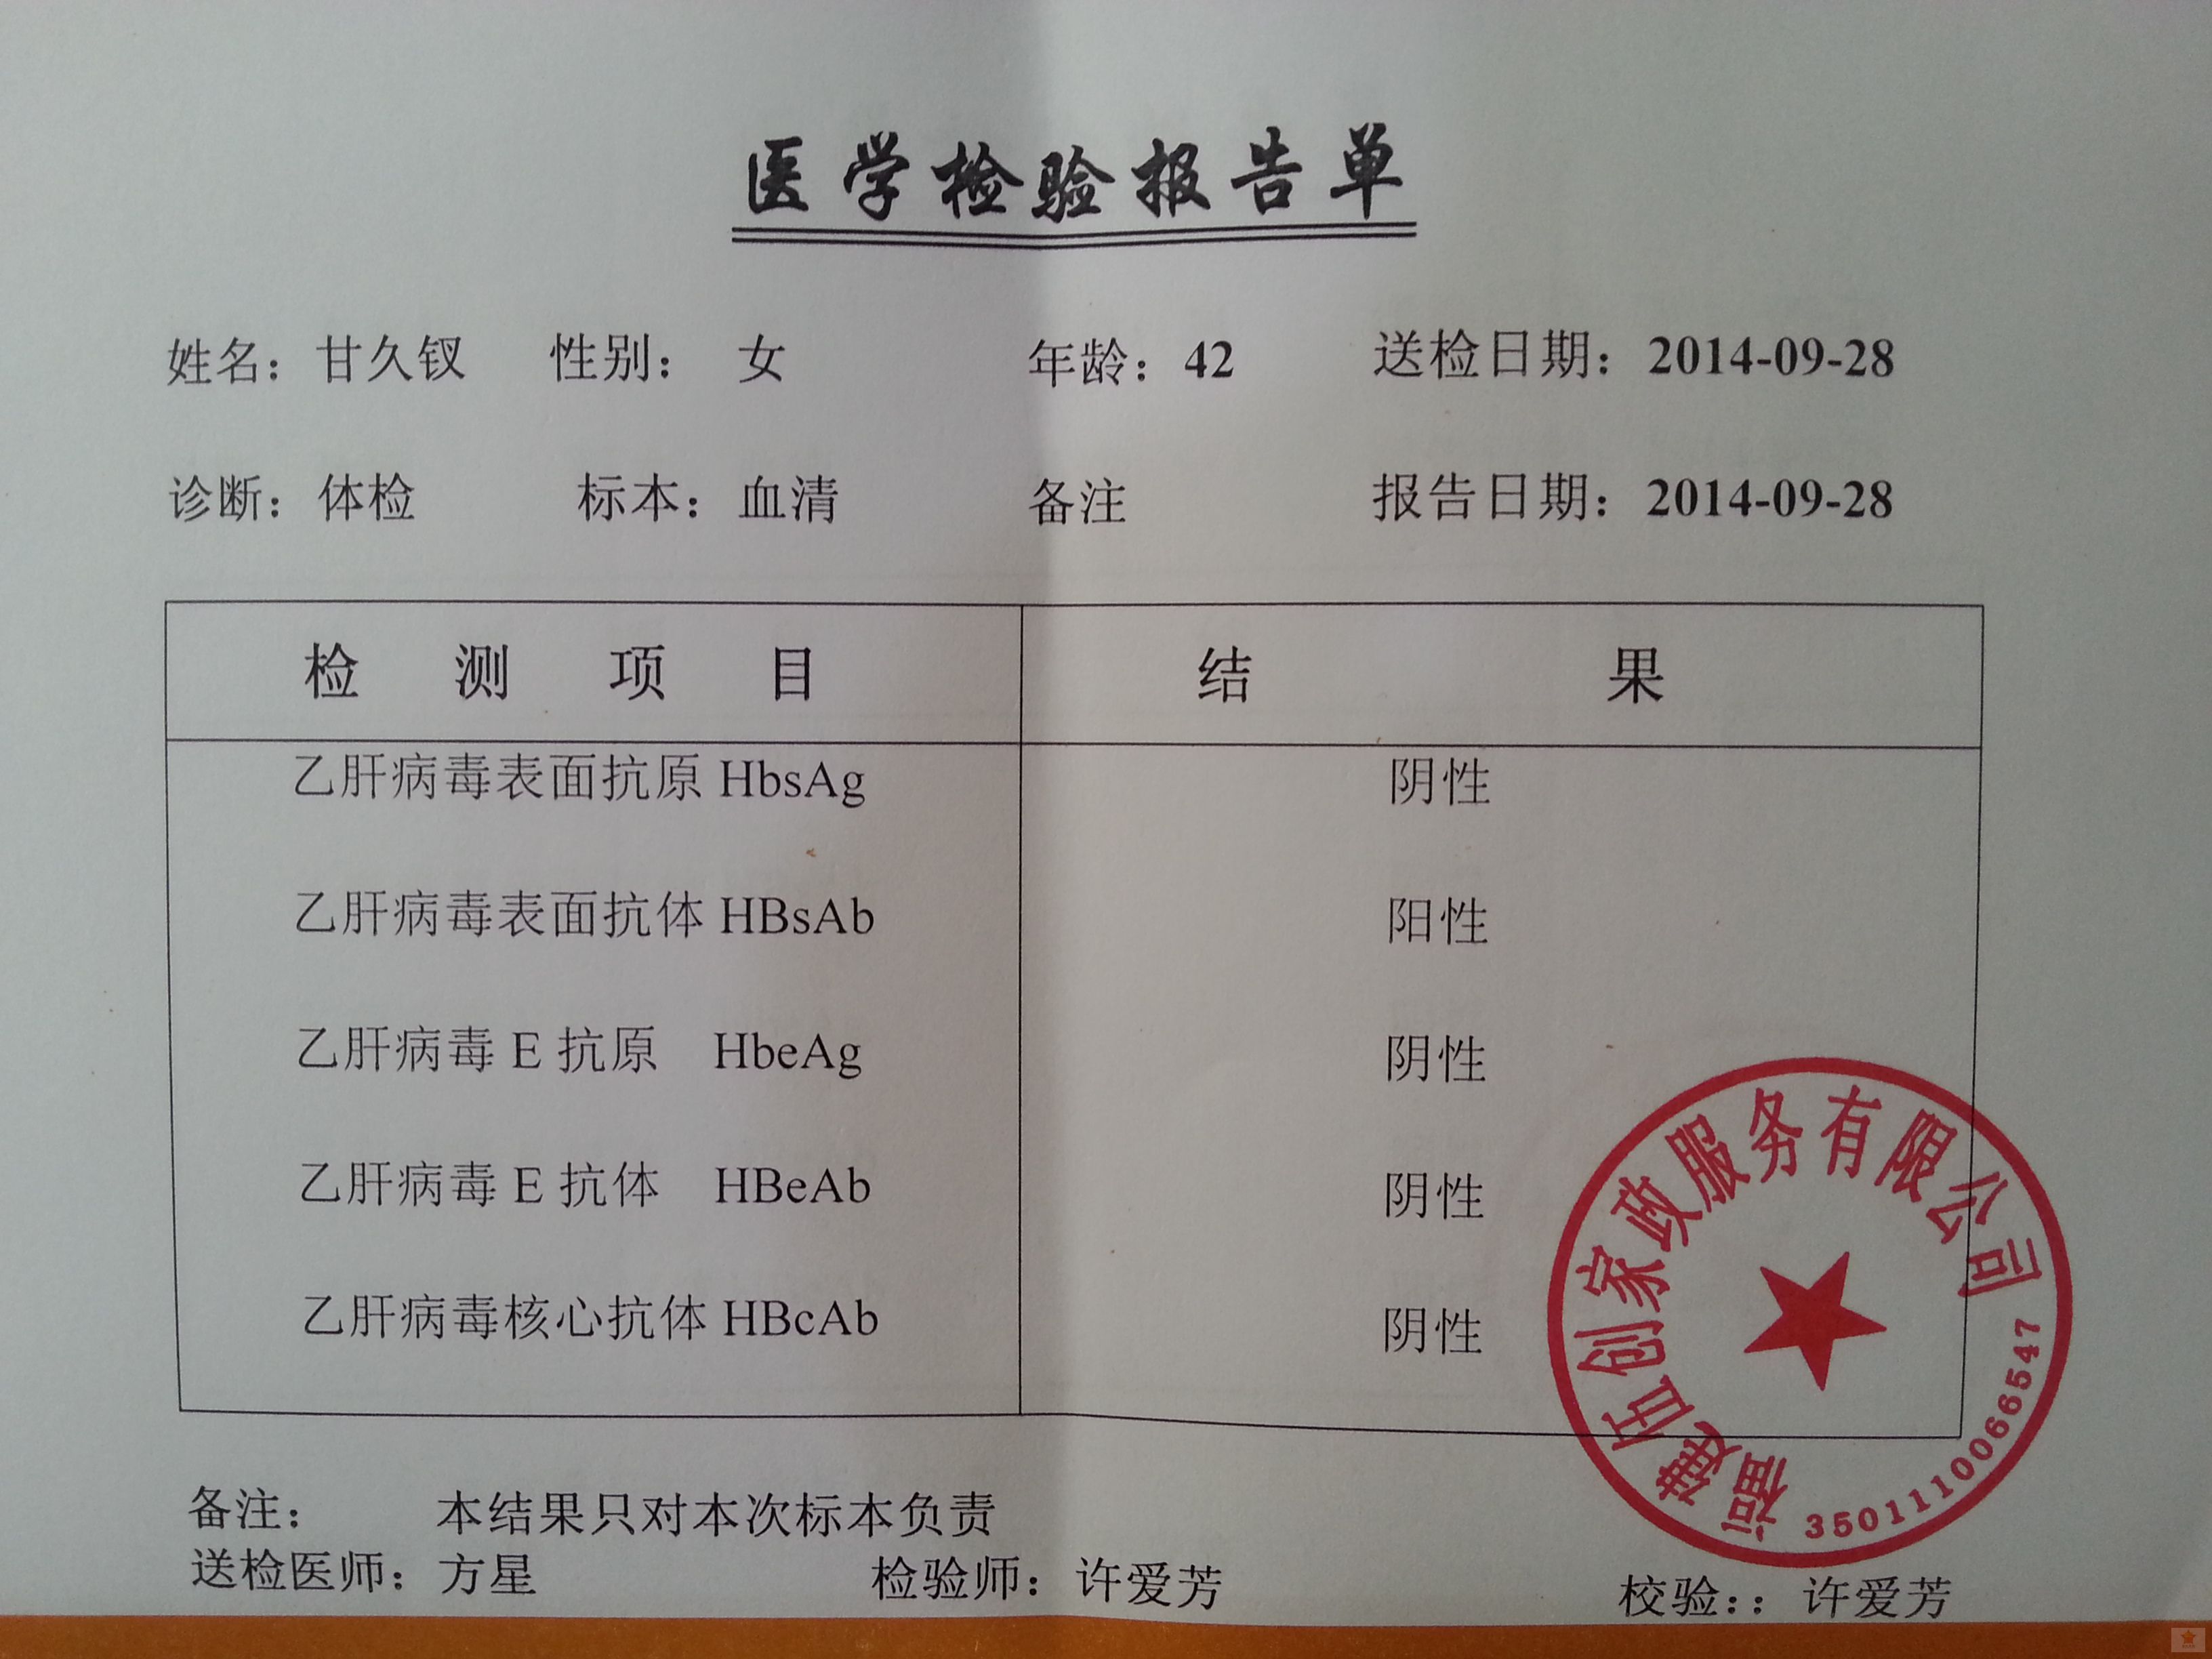 医学检验报告单
姓名：甘久钗 性别： 女 年龄：42 送检日期：2014-09-28
诊断：体检 标本：血清 备注 报告日期：2014-09-28
检 测 项 目 结 果
乙肝病毒表面抗原 HbsAg 阴性
乙肝病毒表面抗体 HBsAb 阳性
乙肝病毒 E 抗原 HbeAg 阴性
乙肝病毒 E 抗体 HBeAb 阴性
乙肝病毒核心抗体 HBcAb 阴性
福建佰创家政服务有限公司
3501110066547
备注： 本结果只对本次标本负责
送检医师：方星 检验师：许爱芳 校验：：许爱芳